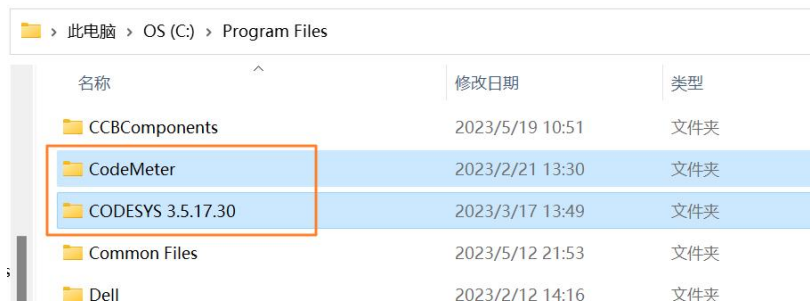 此电脑 > OS (C:) > Program Files
名称 修改日期 类型
CCBComponents 2023/5/19 10:51 文件夹
CodeMeter 2023/2/21 13:30 文件夹
CODESYS 3.5.17.30 2023/3/17 13:49 文件夹
Common Files 2023/5/12 21:53 文件夹
Dell 2023/2/12 14:16 文件夹